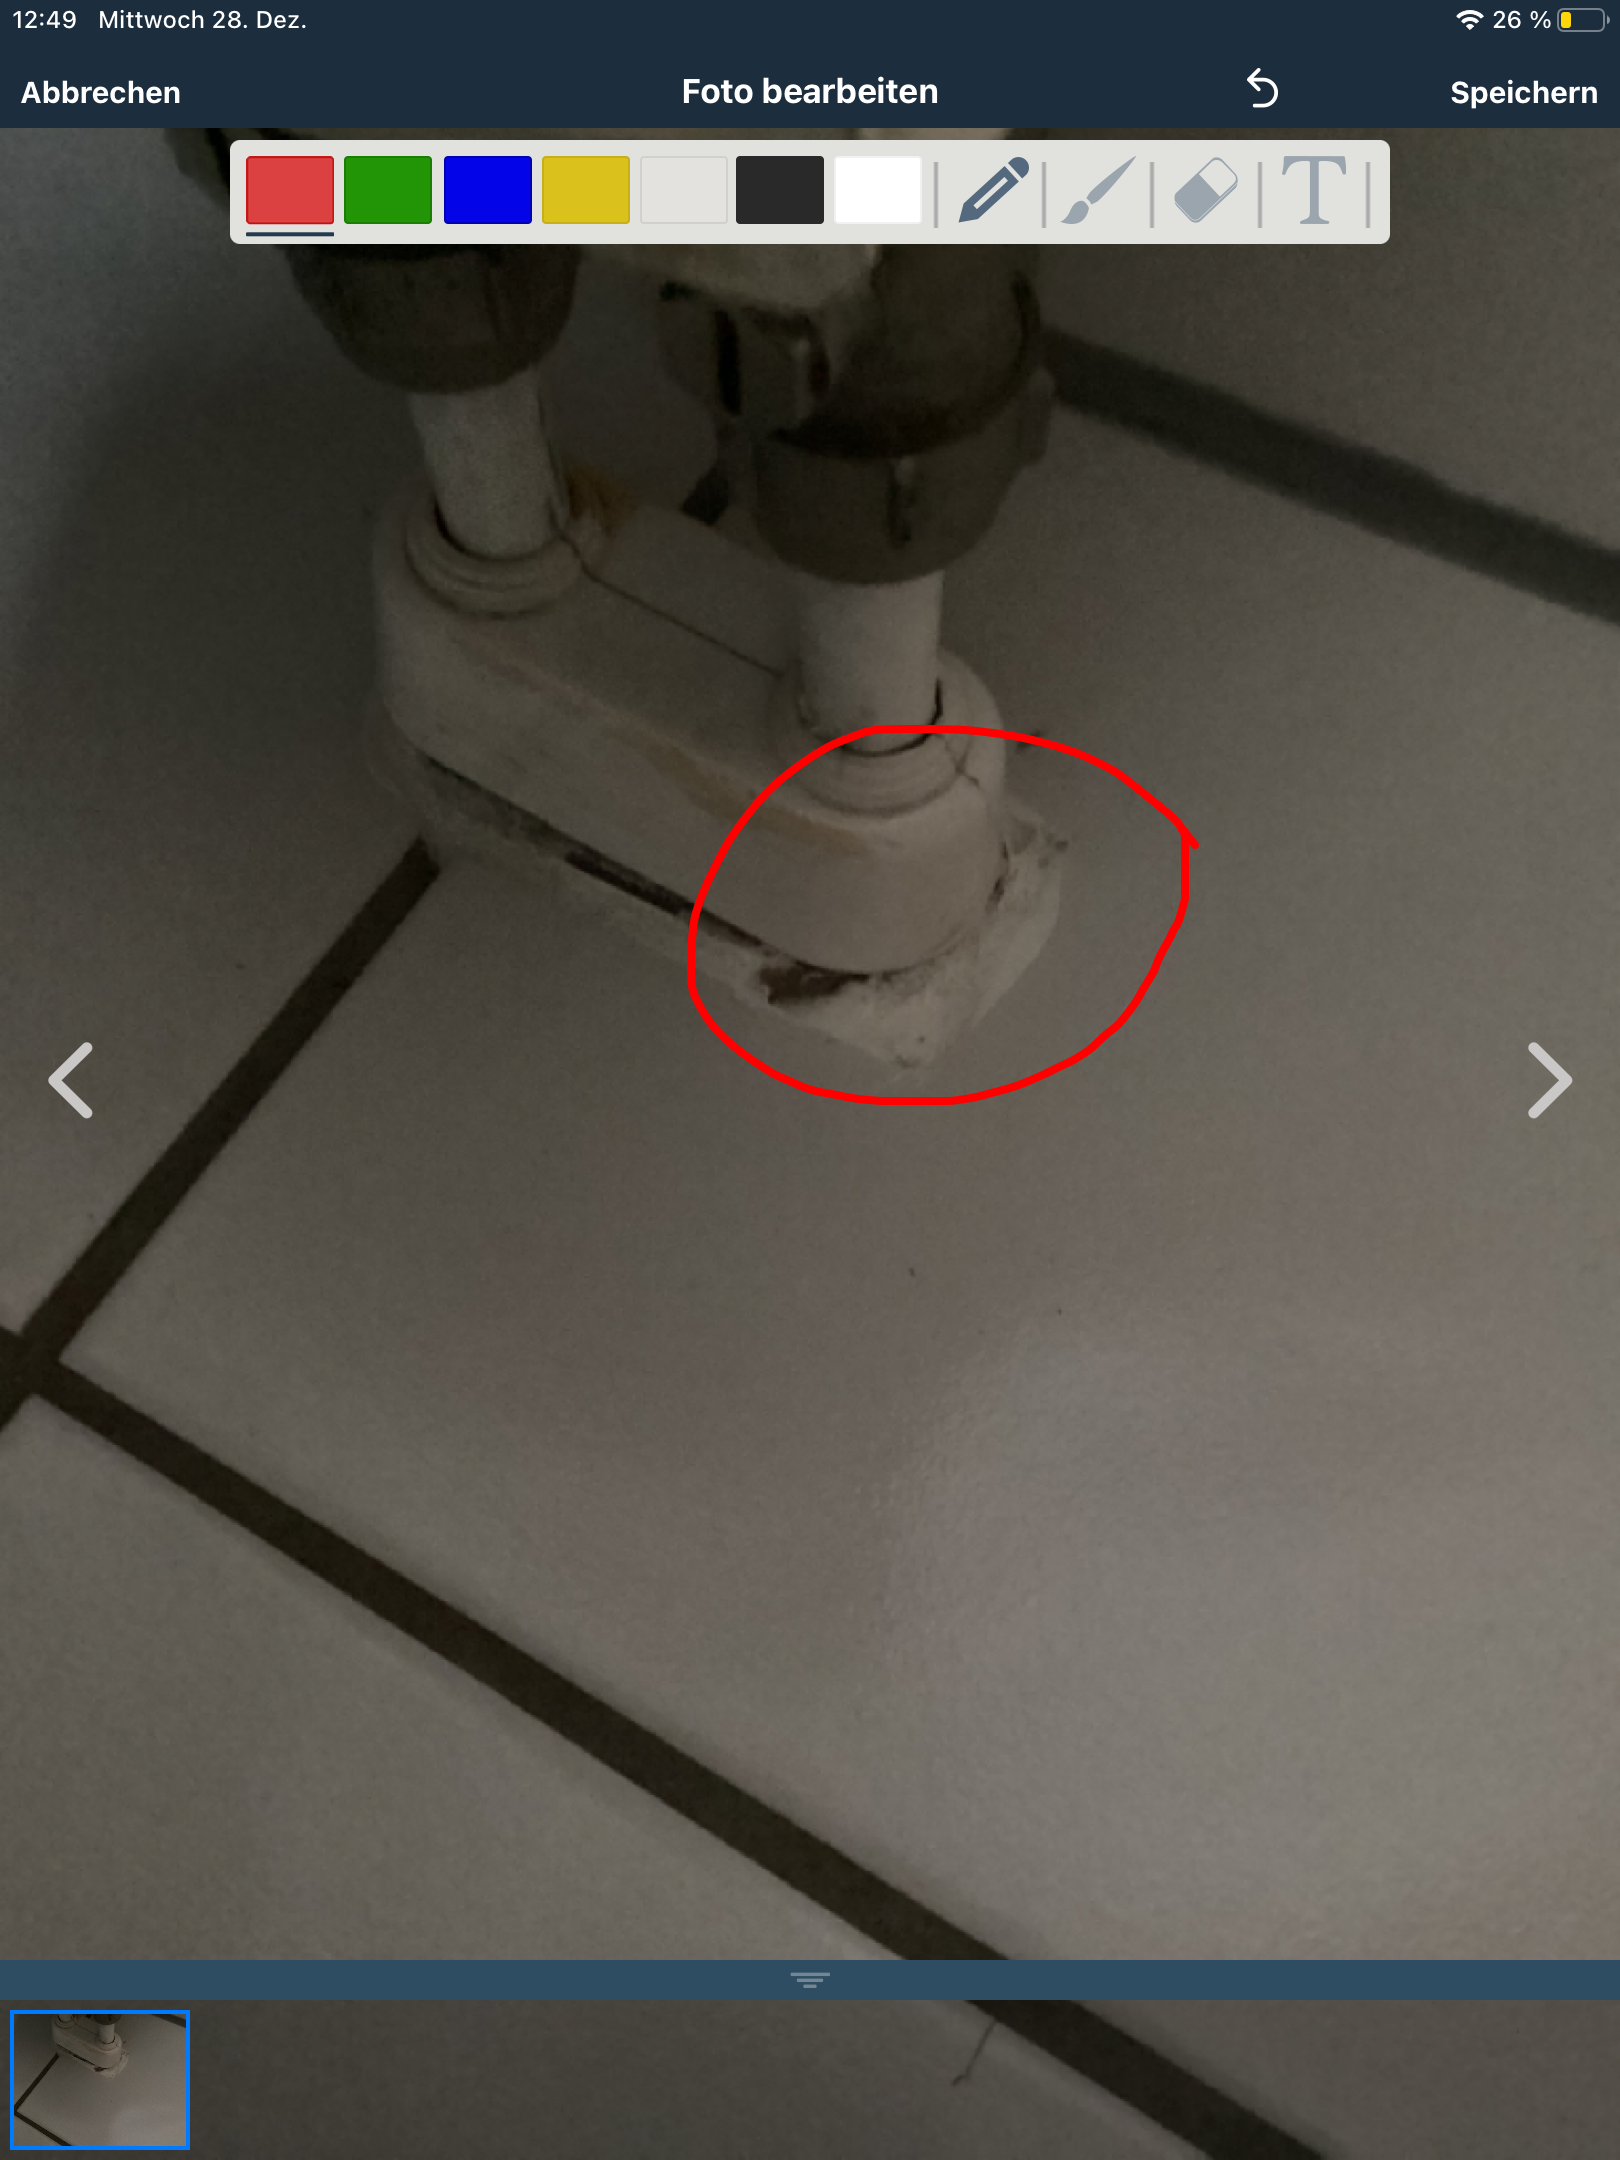 12:49 Mittwoch 28. Dez. 26 %
Abbrechen Foto bearbeiten Speichern
T